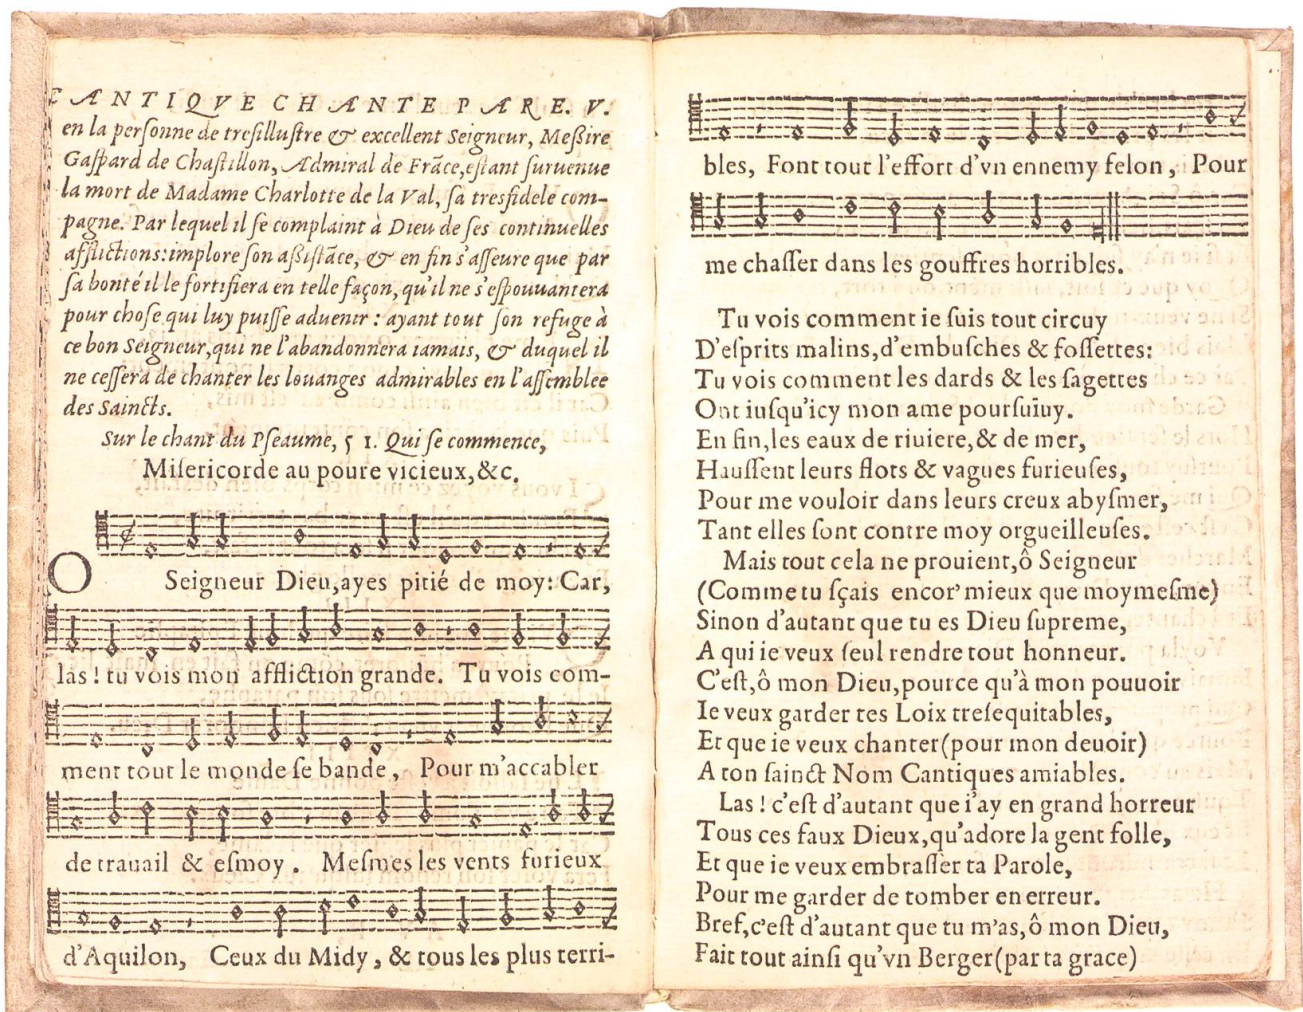 CANTIQVE CHANTE PAR E. V.
en la perſonne de treſilluſtre & excellent Seigneur, Meßire
Gaſpard de Chaſtillon, Admiral de Frāce, eſtant ſuruenue
la mort de Madame Charlotte de la Val, ſa tresfidele com-
pagne. Par lequel il ſe complaint à Dieu de ſes continuelles
afflictions: implore ſon aßiſtāce, & en fin s'aſſeure que par
ſa bonté il le fortifiera en telle façon, qu'il ne s'eſpouuantera
pour choſe qui luy puiſſe aduenir: ayant tout ſon refuge à
ce bon Seigneur, qui ne l'abandonnera iamais, & duquel il
ne ceſſera de chanter les louanges admirables en l'aſſemblee
des Saincts.
Sur le chant du Pſeaume, 51. Qui ſe commence,
Miſericorde au poure vicieux, &c.
O Seigneur Dieu, ayes pitié de moy: Car,
las! tu vois mon affliction grande. Tu vois com-
ment tout le monde ſe bande, Pour m'accabler
de trauail & eſmoy. Meſmes les vents furieux
d'Aquilon, Ceux du Midy, & tous les plus terri-
bles, Font tout l'effort d'vn ennemy felon, Pour
me chaſſer dans les gouffres horribles.
Tu vois comment ie ſuis tout circuy
D'eſprits malins, d'embuſches & foſſettes:
Tu vois comment les dards & les ſagettes
Ont iuſqu'icy mon ame pourſuïuy.
En fin, les eaux de riuiere, & de mer,
Hauſſent leurs flots & vagues furieuſes,
Pour me vouloir dans leurs creux abyſmer,
Tant elles ſont contre moy orgueilleuſes.
Mais tout cela ne prouient, ô Seigneur
(Comme tu ſçais encor' mieux que moymeſme)
Sinon d'autant que tu es Dieu ſupreme,
A qui ie veux ſeul rendre tout honneur.
C'eſt, ô mon Dieu, pource qu'à mon pouuoir
Ie veux garder tes Loix treſequitables,
Et que ie veux chanter (pour mon deuoir)
A ton ſainct Nom Cantiques amiables.
Las! c'eſt d'autant que i'ay en grand horreur
Tous ces faux Dieux, qu'adore la gent folle,
Et que ie veux embraſſer ta Parole,
Pour me garder de tomber en erreur.
Bref, c'eſt d'autant que tu m'as, ô mon Dieu,
Fait tout ainſi qu'vn Berger (par ta grace)